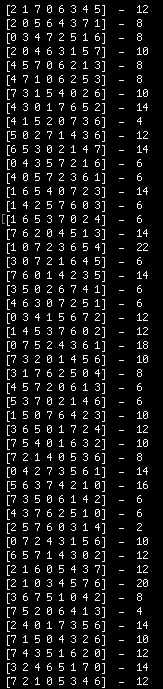 [2 1 7 0 6 3 4 5] - 12
[2 0 5 6 4 3 7 1] - 8
[0 3 4 7 2 5 1 6] - 8
[2 0 4 6 3 1 5 7] - 10
[4 5 7 0 6 2 1 3] - 8
[4 7 1 0 6 2 5 3] - 8
[7 3 1 5 4 0 2 6] - 10
[4 3 0 1 7 6 5 2] - 14
[4 1 5 2 0 7 3 6] - 4
[5 0 2 7 1 4 3 6] - 12
[6 5 3 0 2 1 4 7] - 14
[0 4 3 5 7 2 1 6] - 6
[4 0 5 7 2 3 6 1] - 6
[1 6 5 4 0 7 2 3] - 14
[1 4 2 5 7 6 0 3] - 6
[1 6 5 3 7 0 2 4] - 6
[7 6 2 0 4 5 1 3] - 14
[1 0 7 2 3 6 5 4] - 22
[3 0 7 2 1 6 4 5] - 6
[7 6 0 1 4 2 3 5] - 14
[3 5 0 2 6 7 4 1] - 6
[4 6 3 0 7 2 5 1] - 6
[0 3 4 1 5 6 7 2] - 12
[1 4 5 3 7 6 0 2] - 12
[0 7 5 2 4 3 6 1] - 18
[7 3 2 0 1 4 5 6] - 10
[3 1 7 6 2 5 0 4] - 8
[4 5 7 2 0 6 1 3] - 6
[5 3 7 0 2 1 4 6] - 6
[1 5 0 7 6 4 2 3] - 10
[3 6 5 0 1 7 2 4] - 12
[7 5 4 0 1 6 3 2] - 10
[7 2 1 4 0 5 3 6] - 8
[0 4 2 7 3 5 6 1] - 14
[5 6 3 7 4 2 1 0] - 16
[7 3 5 0 6 1 4 2] - 6
[4 3 7 6 2 5 1 0] - 6
[2 5 7 6 0 3 1 4] - 2
[0 7 2 4 3 1 5 6] - 10
[6 5 7 1 4 3 0 2] - 12
[2 1 6 0 5 4 3 7] - 12
[2 1 0 3 4 5 7 6] - 20
[3 6 7 5 1 0 4 2] - 8
[7 5 2 0 6 4 1 3] - 4
[2 4 0 1 7 3 5 6] - 14
[7 1 5 0 4 3 2 6] - 10
[7 4 3 5 1 6 2 0] - 12
[3 2 4 6 5 1 7 0] - 14
[7 2 1 0 5 3 4 6] - 12